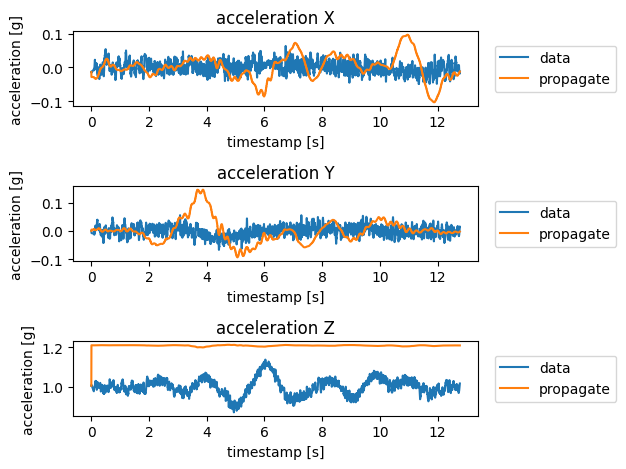 acceleration X
acceleration [g]
0.1
0.0
−0.1
0 2 4 6 8 10 12
timestamp [s]
data
propagate
acceleration Y
acceleration [g]
0.1
0.0
−0.1
0 2 4 6 8 10 12
timestamp [s]
data
propagate
acceleration Z
acceleration [g]
1.2
1.0
0 2 4 6 8 10 12
timestamp [s]
data
propagate